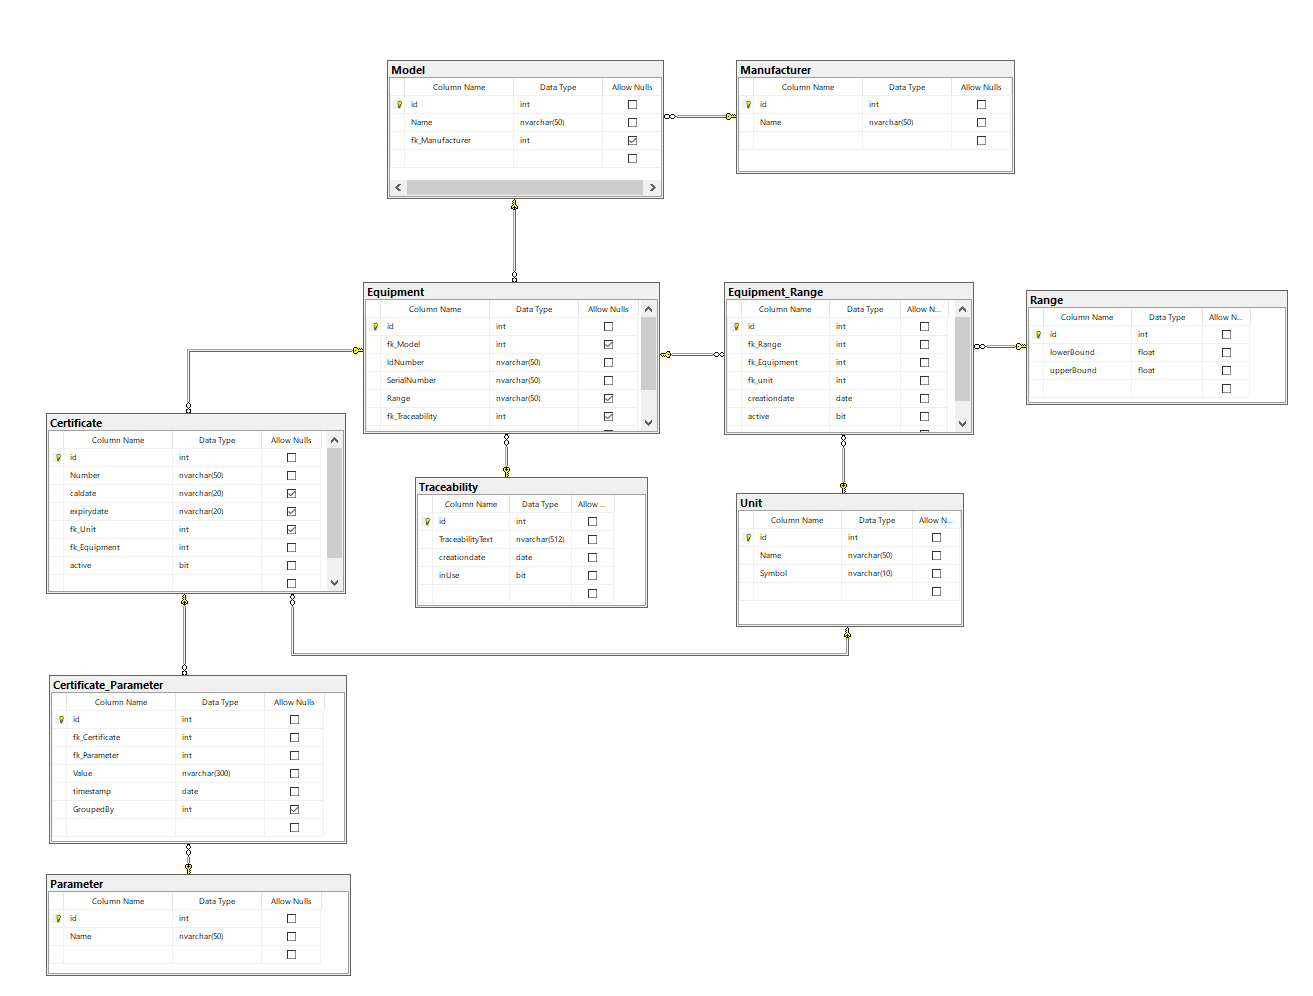 Model
Column Name Data Type Allow Nulls
id int
Name nvarchar(50)
fk_Manufacturer int
Manufacturer
Column Name Data Type Allow Nulls
id int
Name nvarchar(50)
Equipment
Column Name Data Type Allow Nulls
id int
fk_Model int
IdNumber nvarchar(50)
SerialNumber nvarchar(50)
Range nvarchar(50)
fk_Traceability int
Equipment_Range
Column Name Data Type Allow N...
id int
fk_Range int
fk_Equipment int
fk_unit int
creationdate date
active bit
Range
Column Name Data Type Allow N...
id int
lowerBound float
upperBound float
Certificate
Column Name Data Type Allow Nulls
id int
Number nvarchar(50)
caldate nvarchar(20)
expirydate nvarchar(20)
fk_Unit int
fk_Equipment int
active bit
Traceability
Column Name Data Type Allow ...
id int
TraceabilityText nvarchar(512)
creationdate date
inUse bit
Unit
Column Name Data Type Allow N...
id int
Name nvarchar(50)
Symbol nvarchar(10)
Certificate_Parameter
Column Name Data Type Allow Nulls
id int
fk_Certificate int
fk_Parameter int
Value nvarchar(300)
timestamp date
GroupedBy int
Parameter
Column Name Data Type Allow Nulls
id int
Name nvarchar(50)